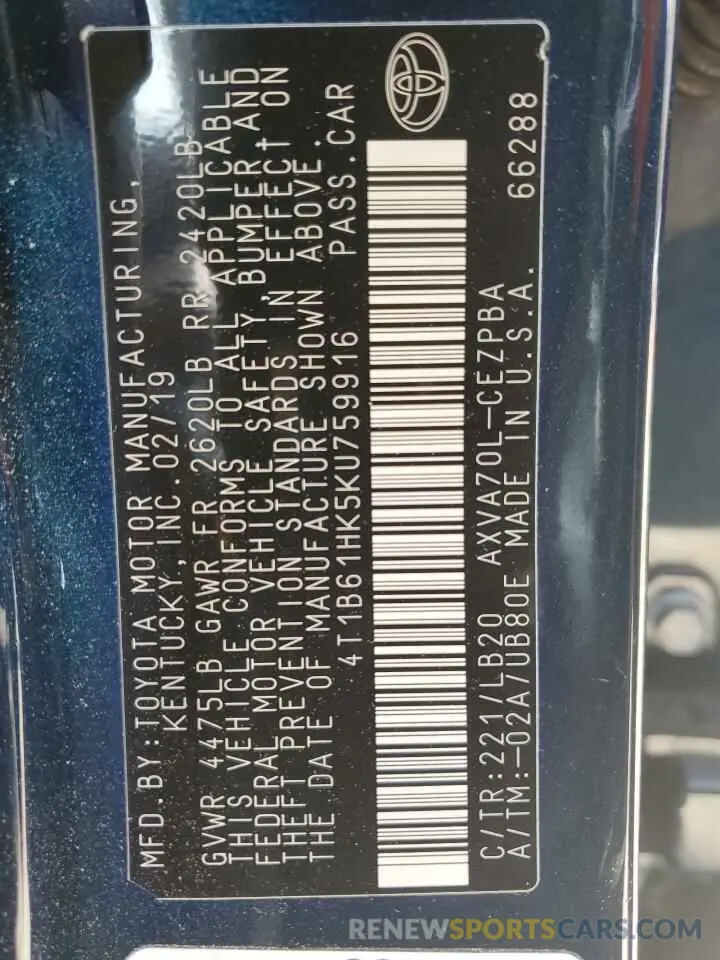 MFD.BY:TOYOTA MOTOR MANUFACTURING,
KENTUCKY,INC.02/19
GVWR 4475LB GAWR FR 2620LB RR 2420LB
THIS VEHICLE CONFORMS TO ALL APPLICABLE
FEDERAL MOTOR VEHICLE SAFETY, BUMPER,AND
THEFT PREVENTION STANDARDS IN EFFECT ON
THE DATE OF MANUFACTURE SHOWN ABOVE.
4T1B61HK5KU759916 PASS.CAR
C/TR:221/LB20 AXVA70L-CEZPBA
A/TM:-02A/UB80E MADE IN U.S.A. 66288
RENEWSPORTSCARS.COM